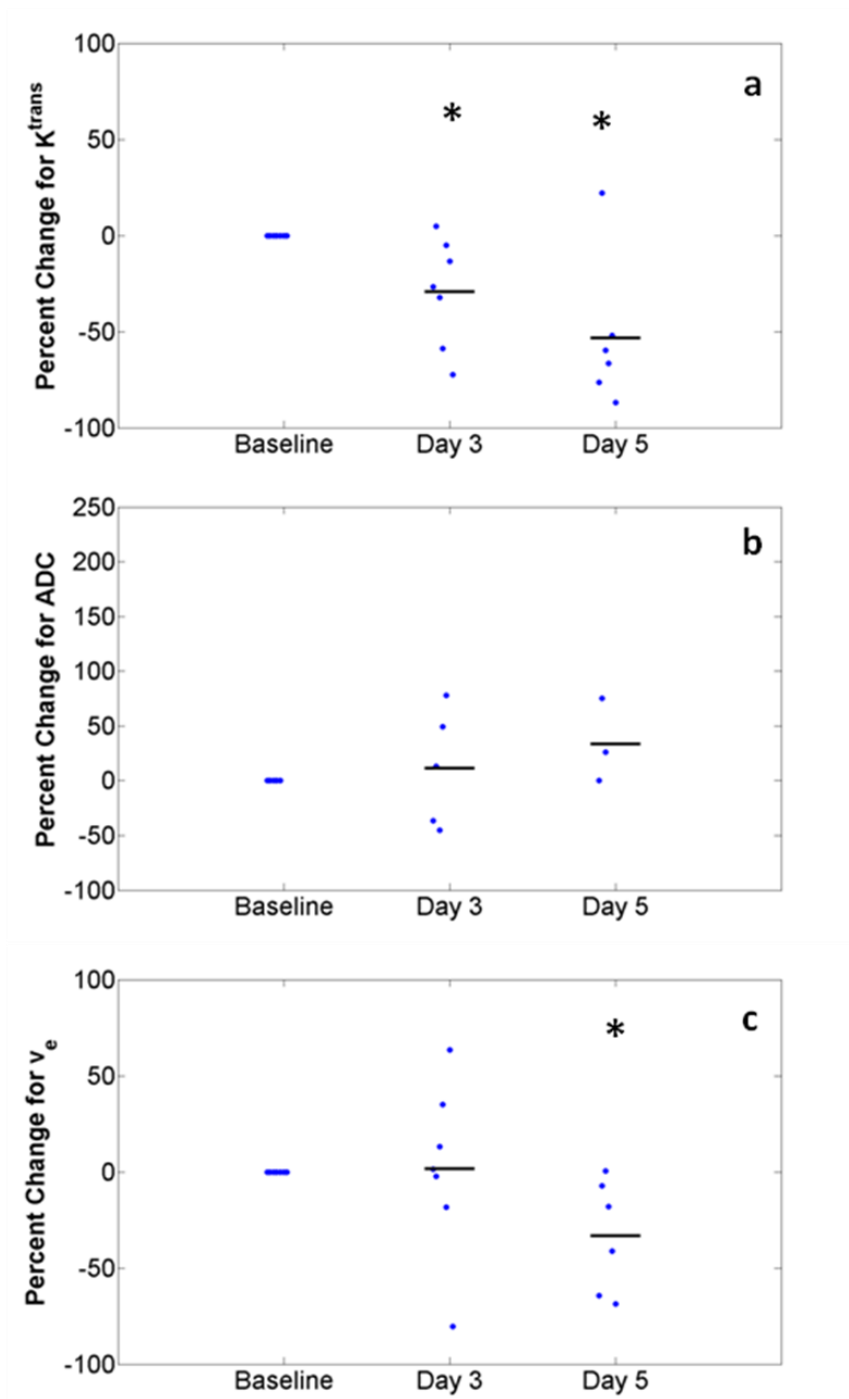 Percent Change for K^trans
100
50
0
-50
-100
a
*
*
Baseline Day 3 Day 5
Percent Change for ADC
250
200
150
100
50
0
-50
-100
b
Baseline Day 3 Day 5
Percent Change for v_e
100
50
0
-50
-100
c
*
Baseline Day 3 Day 5